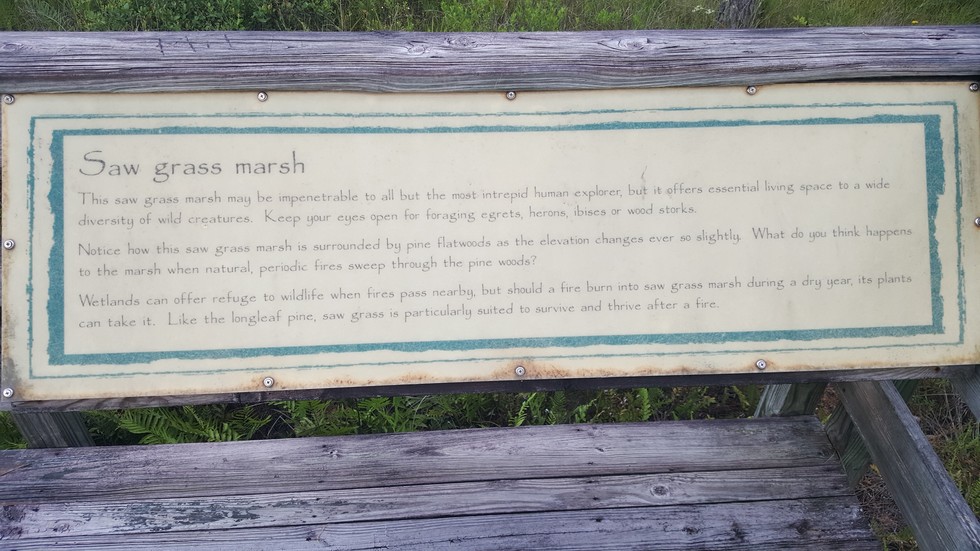 Saw grass marsh
This saw grass marsh may be impenetrable to all but the most intrepid human explorer, but it offers essential living space to a wide
diversity of wild creatures. Keep your eyes open for foraging egrets, herons, ibises or wood storks.
Notice how this saw grass marsh is surrounded by pine flatwoods as the elevation changes ever so slightly. What do you think happens
to the marsh when natural, periodic fires sweep through the pine woods?
Wetlands can offer refuge to wildlife when fires pass nearby, but should a fire burn into saw grass marsh during a dry year, its plants
can take it. Like the longleaf pine, saw grass is particularly suited to survive and thrive after a fire.